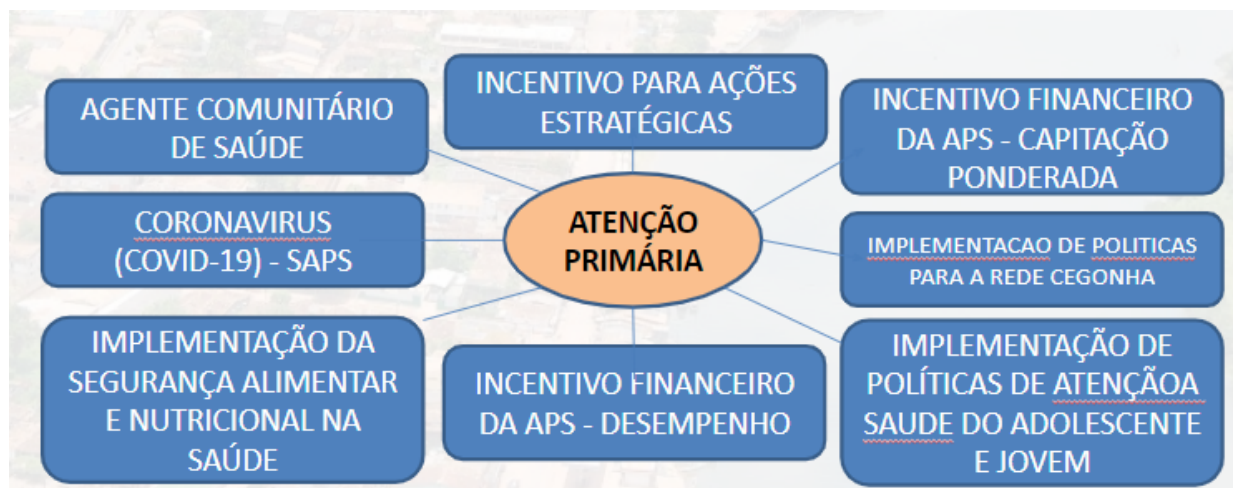 AGENTE COMUNITÁRIO
DE SAÚDE
INCENTIVO PARA AÇÕES
ESTRATÉGICAS
INCENTIVO FINANCEIRO
DA APS - CAPITAÇÃO
PONDERADA
CORONAVIRUS
(COVID-19) - SAPS
ATENÇÃO
PRIMÁRIA
IMPLEMENTACAO DE POLITICAS
PARA A REDE CEGONHA
IMPLEMENTAÇÃO DA
SEGURANÇA ALIMENTAR
E NUTRICIONAL NA
SAÚDE
INCENTIVO FINANCEIRO
DA APS - DESEMPENHO
IMPLEMENTAÇÃO DE
POLÍTICAS DE ATENÇÃOA
SAUDE DO ADOLESCENTE
E JOVEM